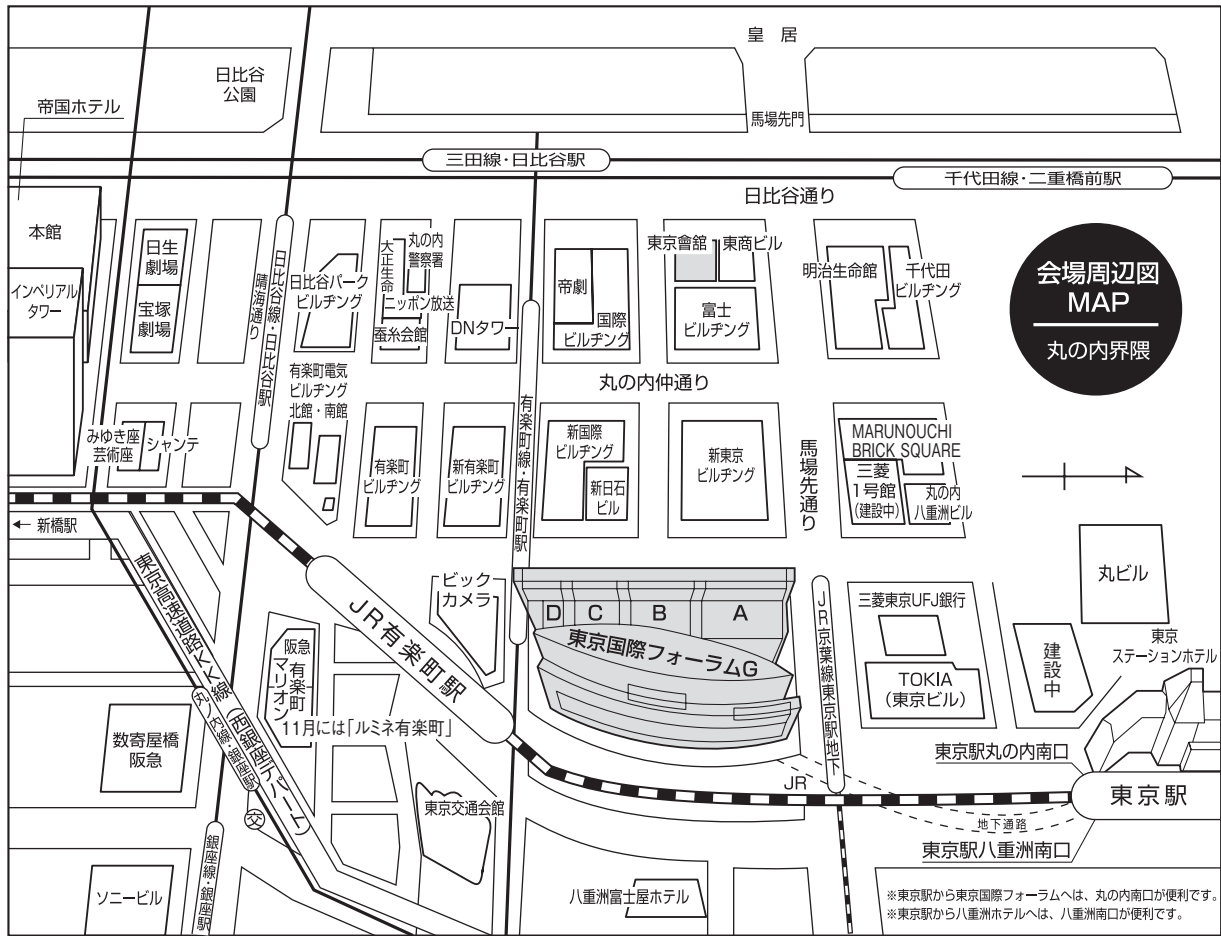 皇 居
日比谷
公園
帝国ホテル
馬場先門
三田線・日比谷駅
千代田線・二重橋前駅
日比谷通り
本館
インペリアル
タワー
日生
劇場
宝塚
劇場
晴海通り
日比谷線・日比谷駅
日比谷パーク
ビルヂング
大正生命
丸の内
警察署
ニッポン放送
蚕糸会館
DNタワー
帝劇
国際
ビルヂング
東京會舘
東商ビル
富士
ビルヂング
明治生命館
千代田
ビルヂング
会場周辺図
MAP
丸の内界隈
丸の内仲通り
有楽町電気
ビルヂング
北館・南館
みゆき座
芸術座
シャンテ
有楽町
ビルヂング
新有楽町
ビルヂング
有楽町線・有楽町駅
新国際
ビルヂング
新日石
ビル
新東京
ビルヂング
馬場先通り
MARUNOUCHI
BRICK SQUARE
三菱
1号館
(建設中)
丸の内
八重洲ビル
← 新橋駅
東京高速道路KK線(西銀座デパート)
丸ノ内線・銀座駅
JR有楽町駅
ビック
カメラ
D
C
B
A
東京国際フォーラムG
JR京葉線東京駅地下
三菱東京UFJ銀行
TOKIA
(東京ビル)
丸ビル
建設中
東京
ステーションホテル
阪急
有楽町
マリオン
11月には「ルミネ有楽町」
数寄屋橋
阪急
東京交通会館
交
銀座線・銀座駅
ソニービル
JR
東京駅丸の内南口
東京駅
地下通路
東京駅八重洲南口
八重洲富士屋ホテル
※東京駅から東京国際フォーラムへは、丸の内南口が便利です。
※東京駅から八重洲ホテルへは、八重洲南口が便利です。